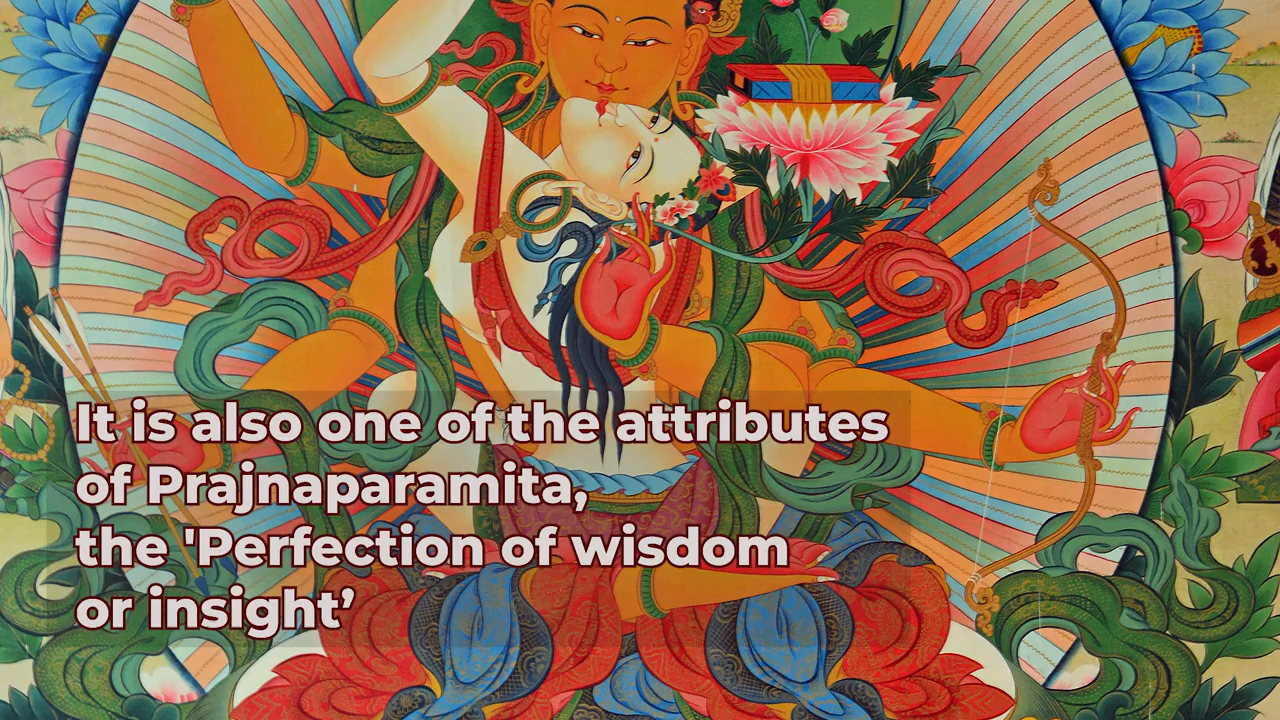 It is also one of the attributes
of Prajnaparamita,
the 'Perfection of wisdom
or insight’